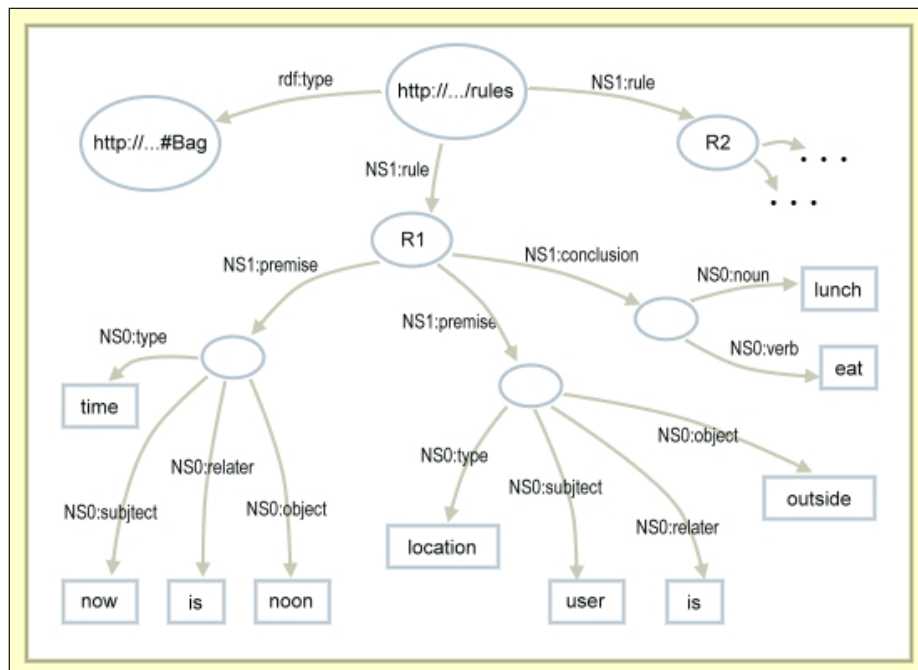 rdf:type
http://.../rules
NS1:rule
http://...#Bag
R2
. . .
NS1:rule
. . .
R1
NS1:premise
NS1:conclusion
NS0:noun
lunch
NS1:premise
NS0:type
NS0:verb
eat
time
NS0:object
NS0:relater
NS0:type
NS0:subjtect
outside
NS0:subjtect
NS0:object
NS0:relater
location
now
is
noon
user
is